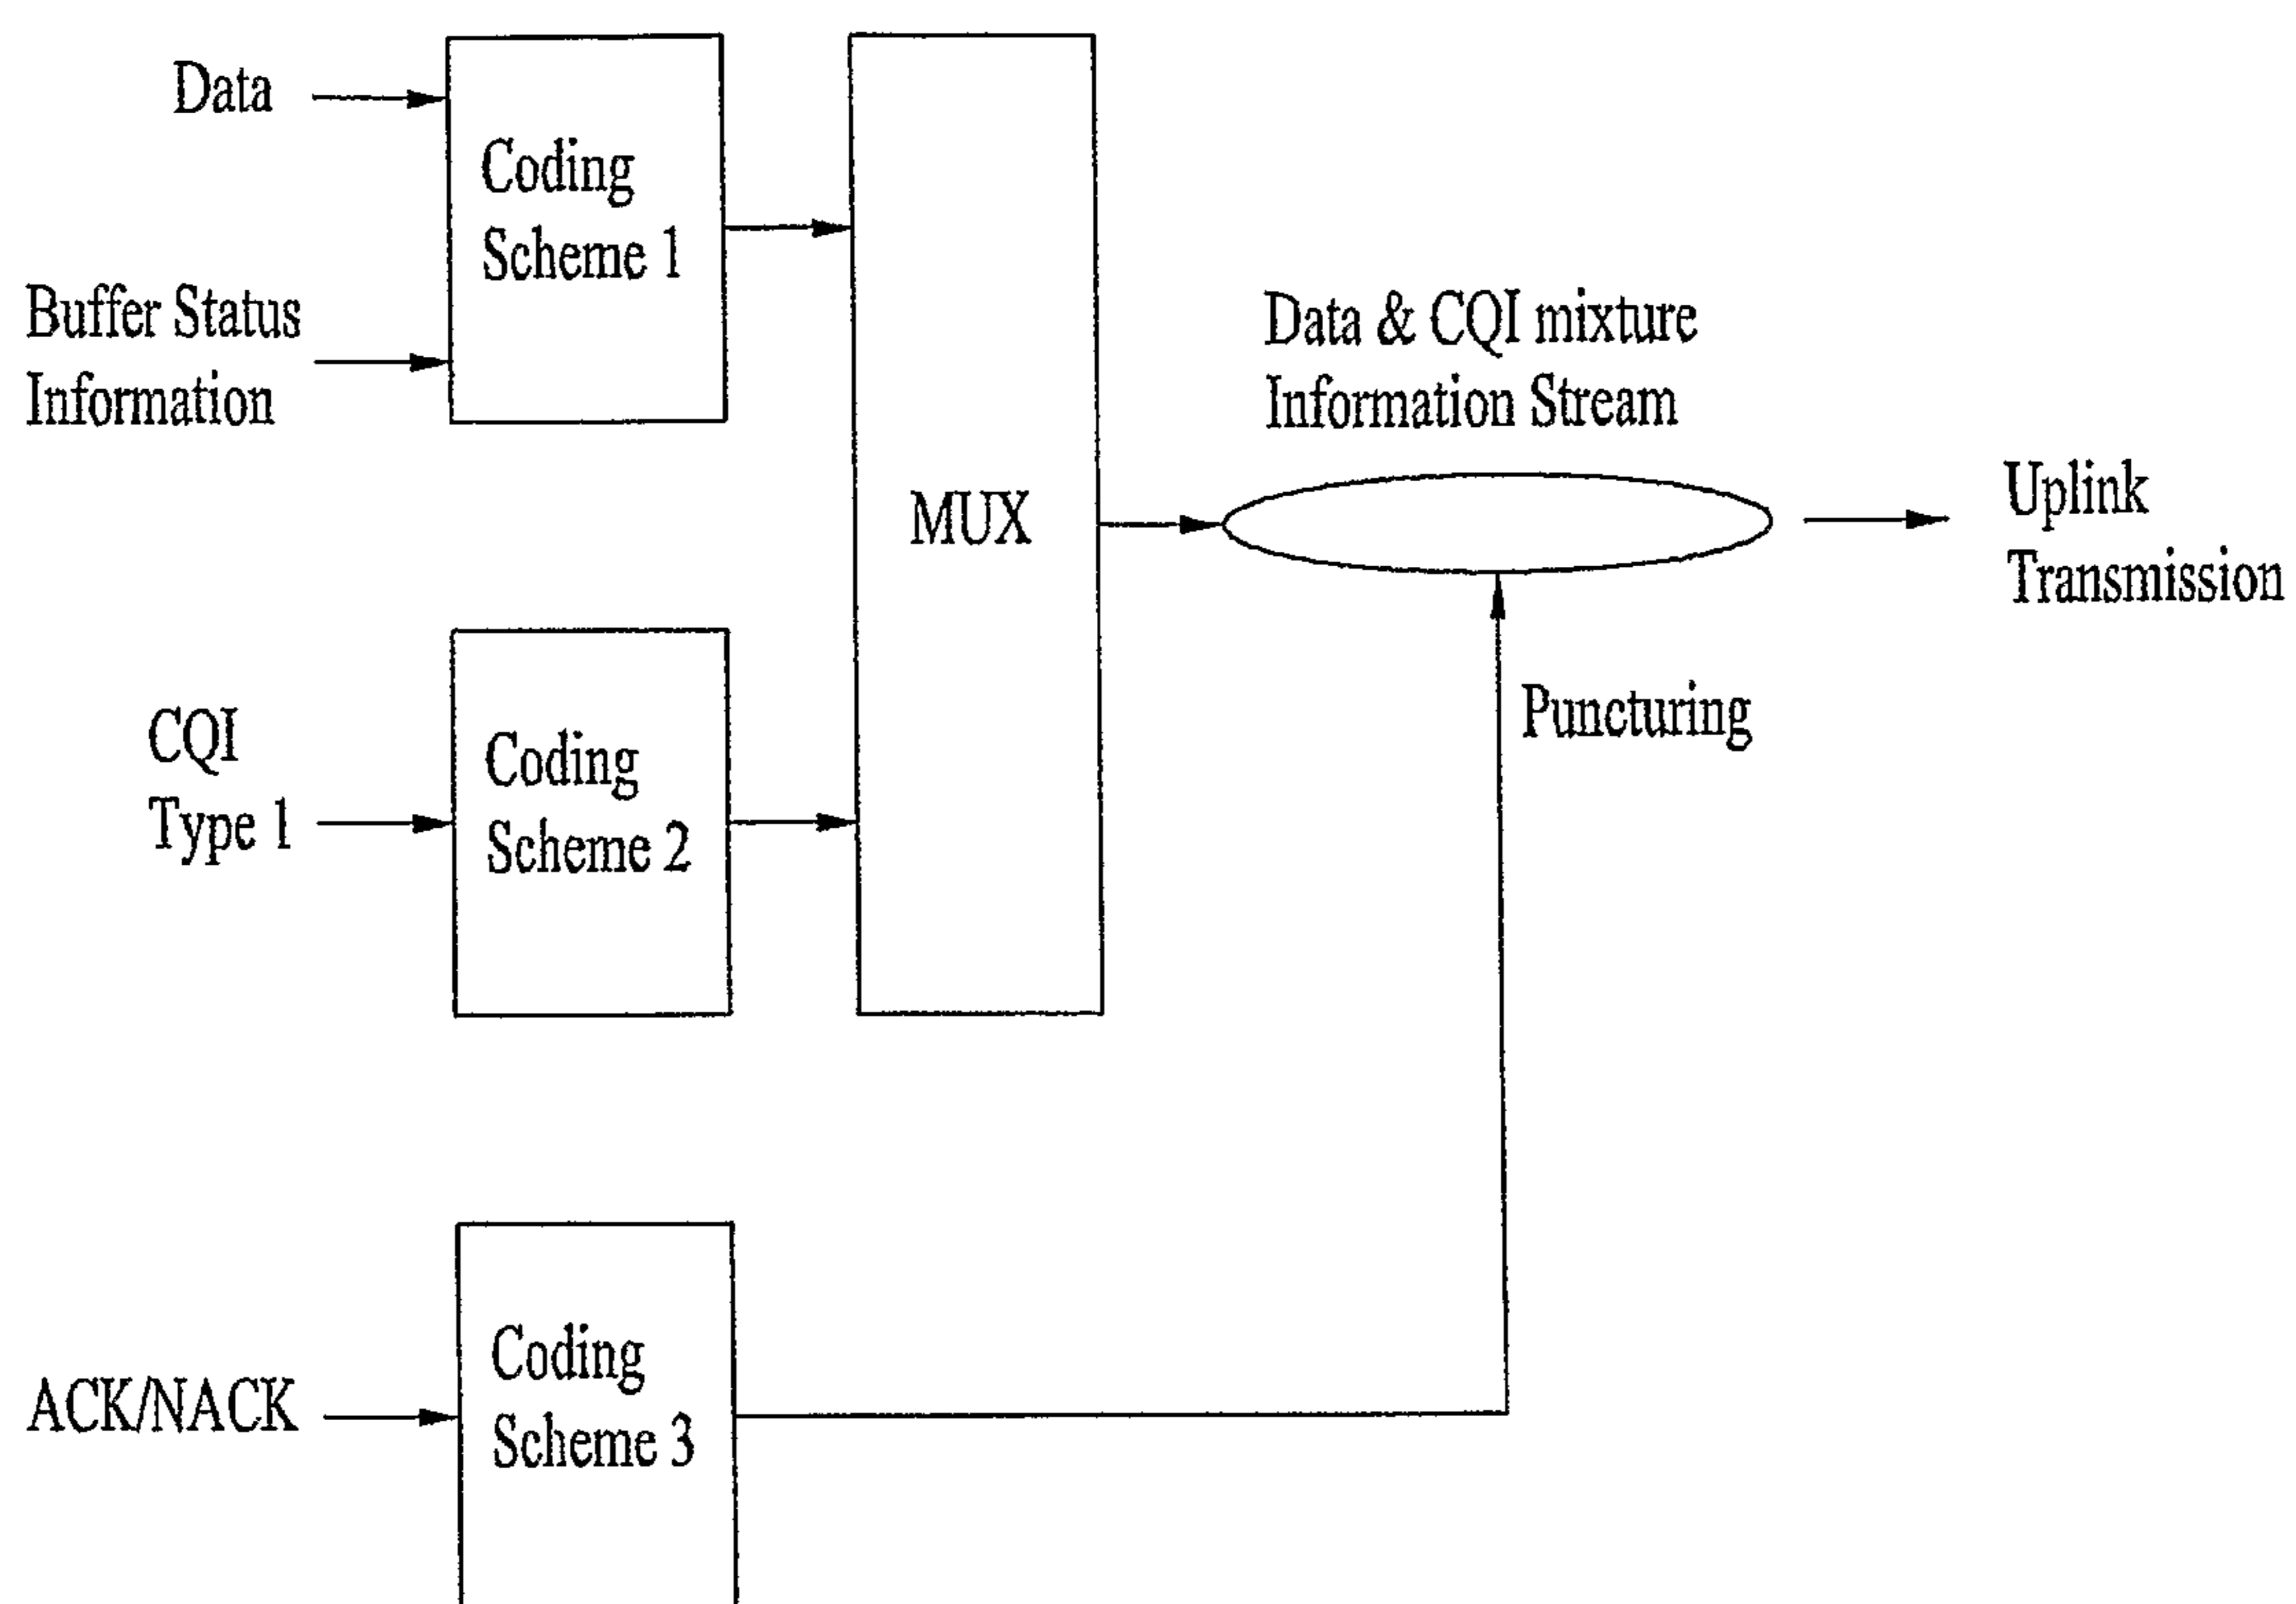 Data
Coding
Scheme 1
Buffer Status
Information
MUX
Data & CQI mixture
Information Stream
Uplink
Transmission
Puncturing
CQI
Type 1
Coding
Scheme 2
ACK/NACK
Coding
Scheme 3